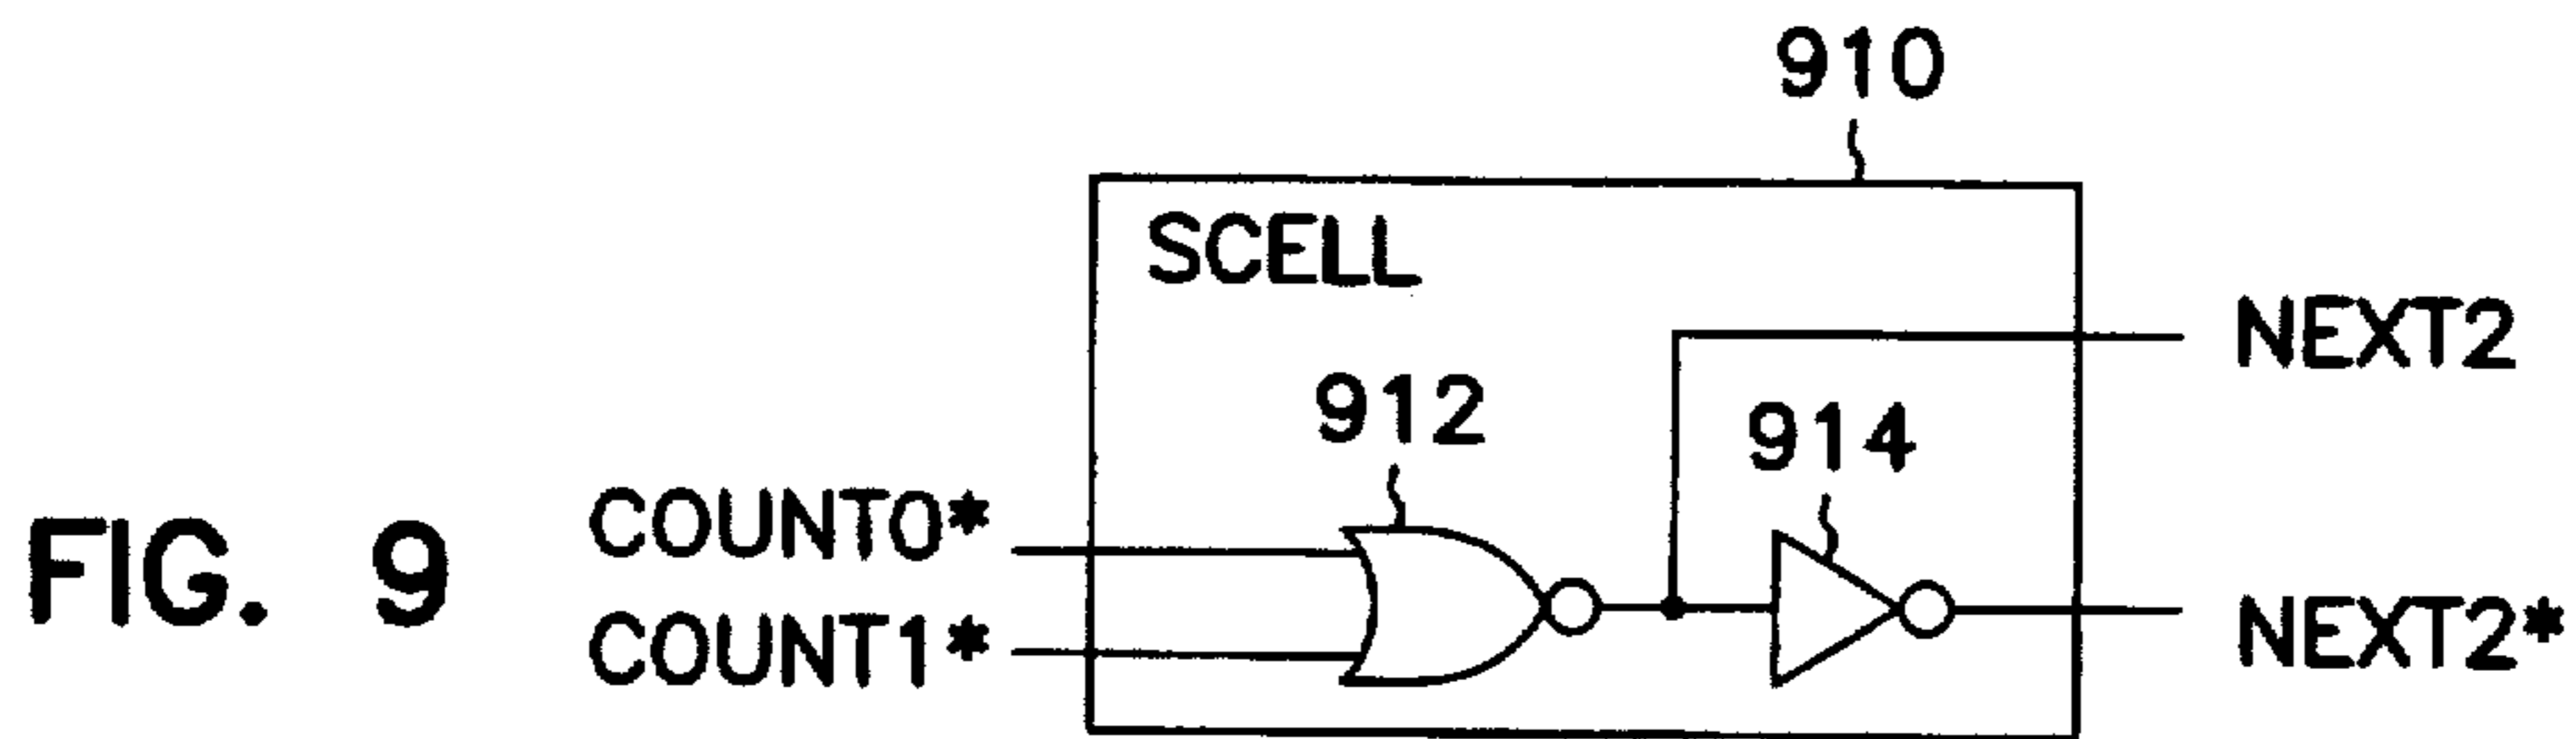 910
SCELL
NEXT2
912
914
COUNT0*
FIG. 9
COUNT1*
NEXT2*